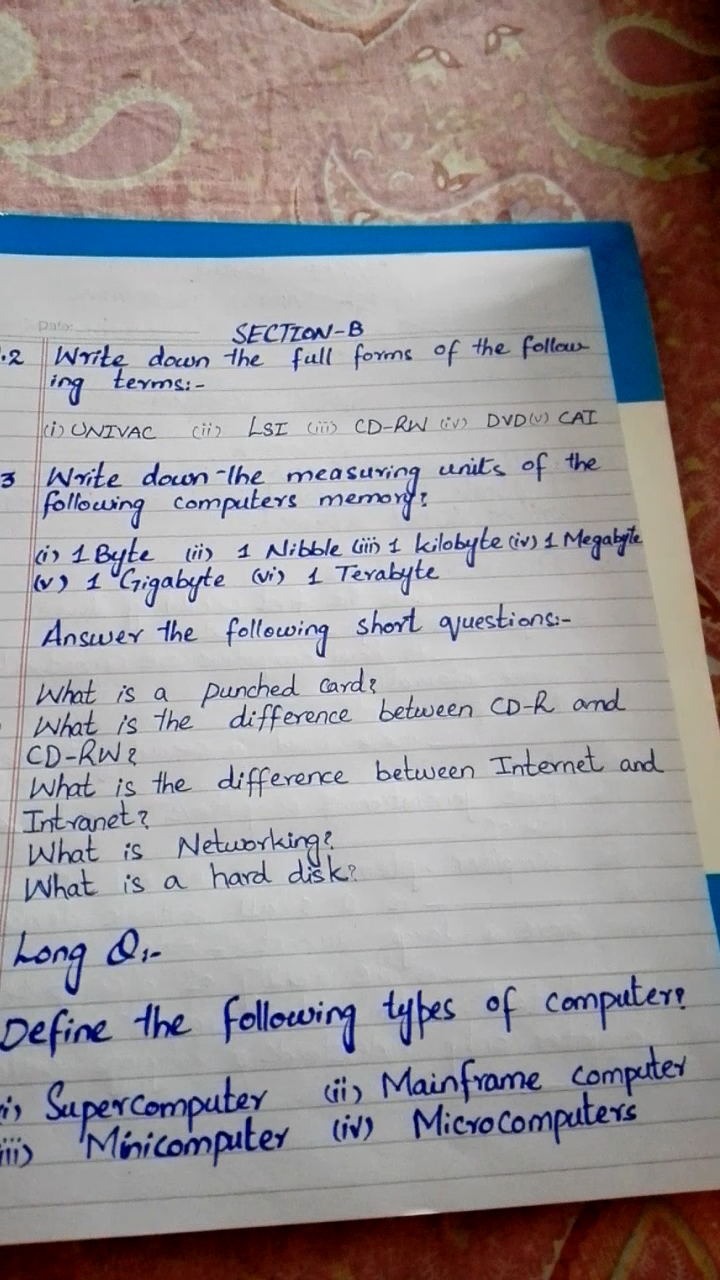 Date:
SECTION-B
.2 Write down the full forms of the follow
ing terms:-
(i) UNIVAC (ii) LSI (iii) CD-RW (iv) DVD (v) CAI
3 Write down the measuring units of the
following computers memory?
(i) 1 Byte (ii) 1 Nibble (iii) 1 kilobyte (iv) 1 Megabyte
(v) 1 Gigabyte (vi) 1 Terabyte
Answer the following short questions:-
What is a punched card?
What is the difference between CD-R and
CD-RW?
What is the difference between Internet and
Intranet?
What is Networking?
What is a hard disk?
Long Q:-
Define the following types of computer?
i) Supercomputer (ii) Mainframe computer
iii) Minicomputer (iv) Microcomputers